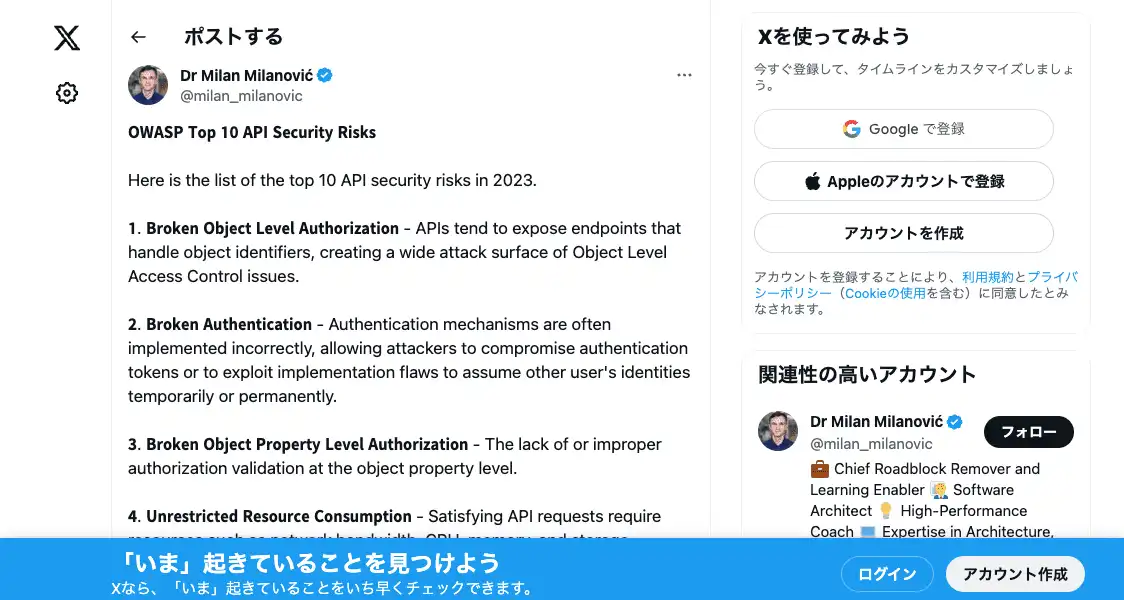 ポストする
Dr Milan Milanović
@milan_milanovic
OWASP Top 10 API Security Risks
Here is the list of the top 10 API security risks in 2023.
1. Broken Object Level Authorization - APIs tend to expose endpoints that
handle object identifiers, creating a wide attack surface of Object Level
Access Control issues.
2. Broken Authentication - Authentication mechanisms are often
implemented incorrectly, allowing attackers to compromise authentication
tokens or to exploit implementation flaws to assume other user's identities
temporarily or permanently.
3. Broken Object Property Level Authorization - The lack of or improper
authorization validation at the object property level.
4. Unrestricted Resource Consumption - Satisfying API requests require
resources such as network bandwidth, CPU, memory, and storage
Xを使ってみよう
今すぐ登録して、タイムラインをカスタマイズしましょ
う。
Google で登録
Appleのアカウントで登録
アカウントを作成
アカウントを登録することにより、利用規約とプライバ
シーポリシー（Cookieの使用を含む）に同意したとみ
なされます。
関連性の高いアカウント
Dr Milan Milanović
@milan_milanovic
フォロー
Chief Roadblock Remover and
Learning Enabler Software
Architect High-Performance
Coach Expertise in Architecture,
「いま」起きていることを見つけよう
Xなら、「いま」起きていることをいち早くチェックできます。
ログイン
アカウント作成